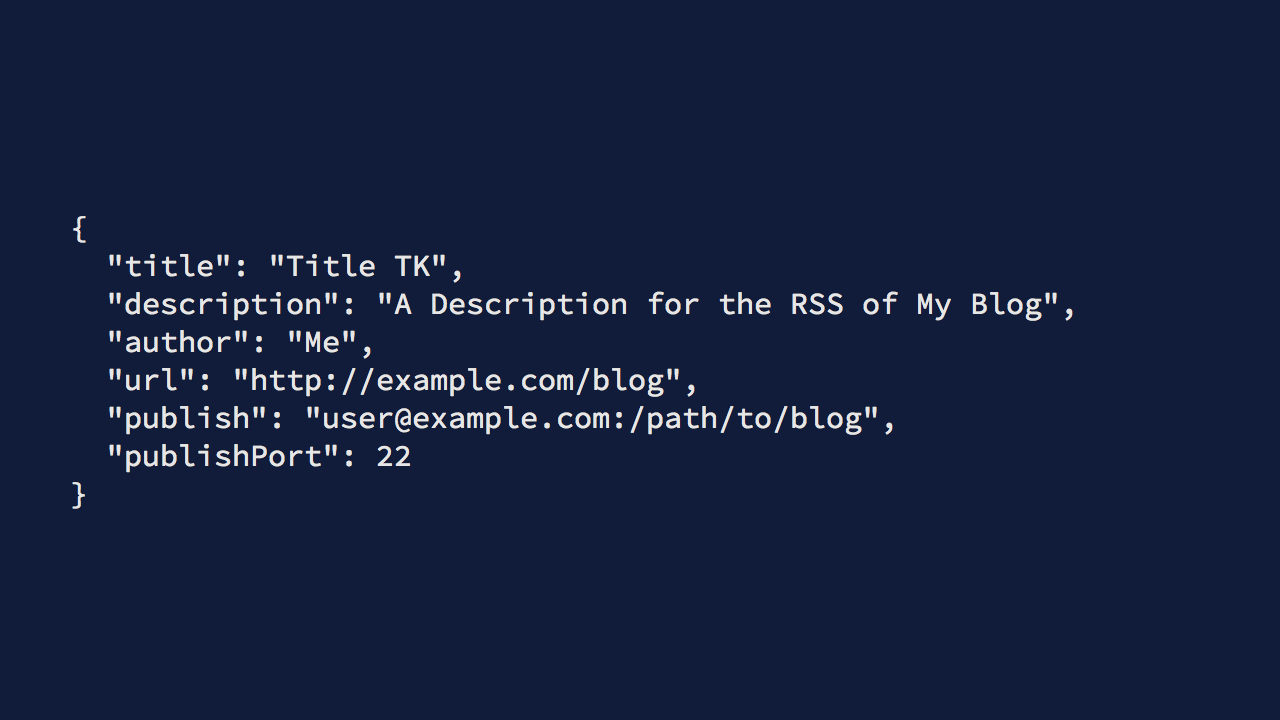 {
  "title": "Title TK",
  "description": "A Description for the RSS of My Blog",
  "author": "Me",
  "url": "http://example.com/blog",
  "publish": "user@example.com:/path/to/blog",
  "publishPort": 22
}